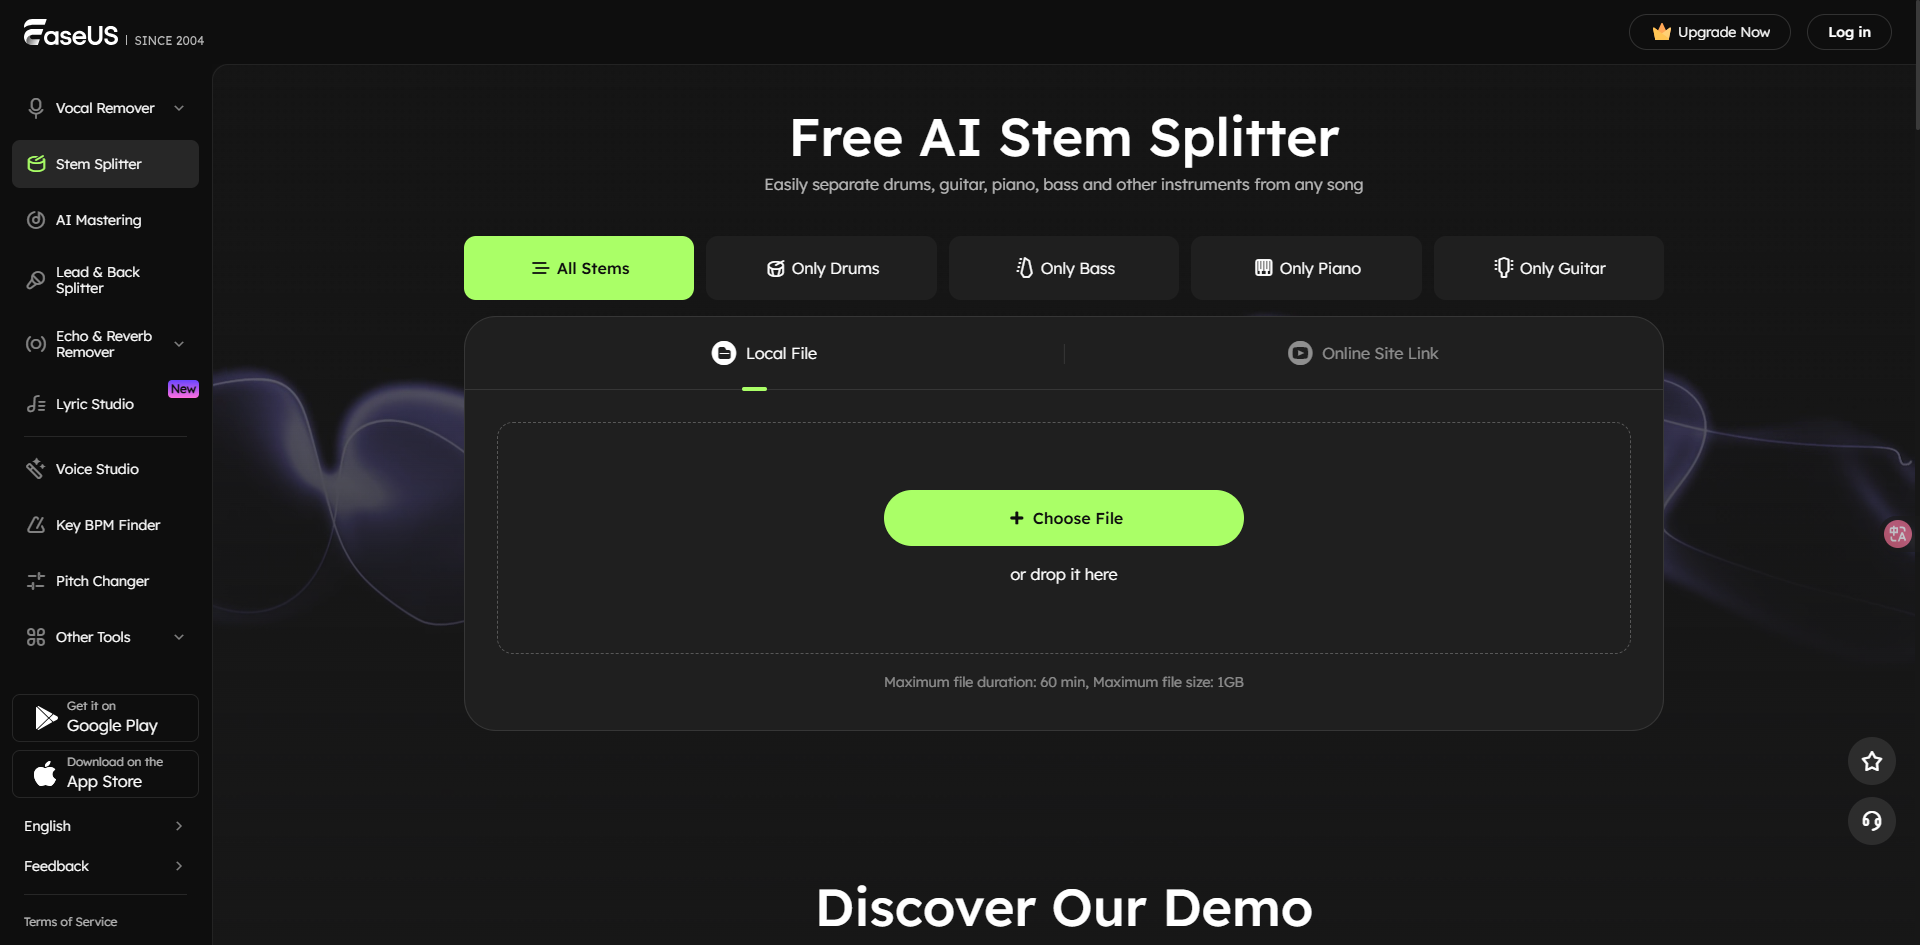 EaseUS | SINCE 2004
Upgrade Now
Log in
Vocal Remover
Stem Splitter
AI Mastering
Lead & Back
Splitter
Echo & Reverb
Remover
New
Lyric Studio
Voice Studio
Key BPM Finder
Pitch Changer
Other Tools
Get it on
Google Play
Download on the
App Store
English
Feedback
Terms of Service
Free AI Stem Splitter
Easily separate drums, guitar, piano, bass and other instruments from any song
All Stems
Only Drums
Only Bass
Only Piano
Only Guitar
Local File
Online Site Link
+ Choose File
or drop it here
Maximum file duration: 60 min, Maximum file size: 1GB
中A
Discover Our Demo